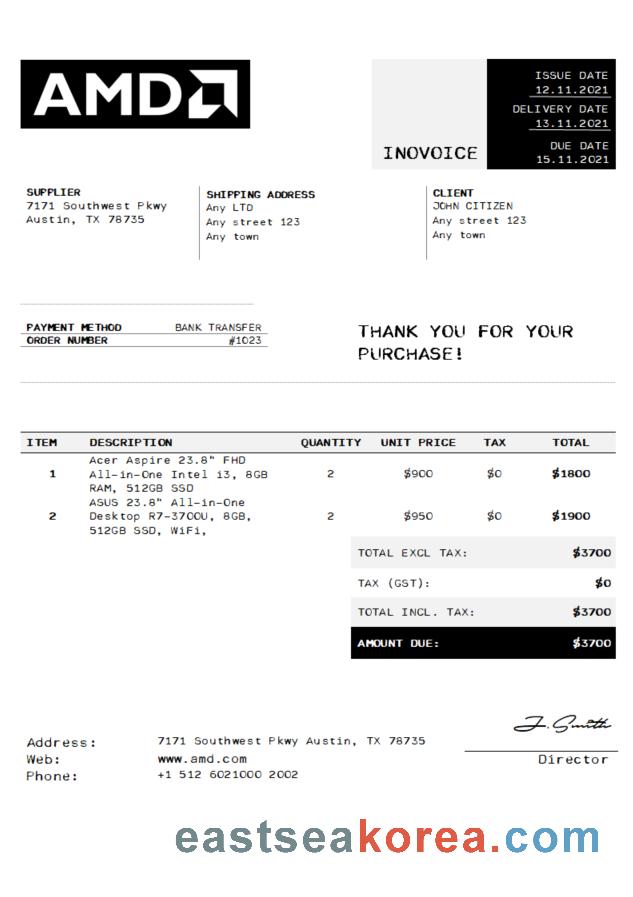 AMD
ISSUE DATE
12.11.2021
DELIVERY DATE
13.11.2021
DUE DATE
15.11.2021
INOVOICE
SUPPLIER
7171 Southwest Pkwy
Austin, TX 78735
SHIPPING ADDRESS
Any LTD
Any street 123
Any town
CLIENT
JOHN CITIZEN
Any street 123
Any town
PAYMENT METHOD BANK TRANSFER
ORDER NUMBER #1023
THANK YOU FOR YOUR
PURCHASE!
ITEM DESCRIPTION QUANTITY UNIT PRICE TAX TOTAL
Acer Aspire 23.8" FHD
1 All-in-One Intel i3, 8GB 2 $900 $0 $1800
RAM, 512GB SSD
ASUS 23.8" All-in-One
2 Desktop R7-3700U, 8GB, 2 $950 $0 $1900
512GB SSD, WiFi,
TOTAL EXCL TAX: $3700
TAX (GST): $0
TOTAL INCL. TAX: $3700
AMOUNT DUE: $3700
J. Smith
Director
Address: 7171 Southwest Pkwy Austin, TX 78735
Web: www.amd.com
Phone: +1 512 6021000 2002
eastseakorea.com